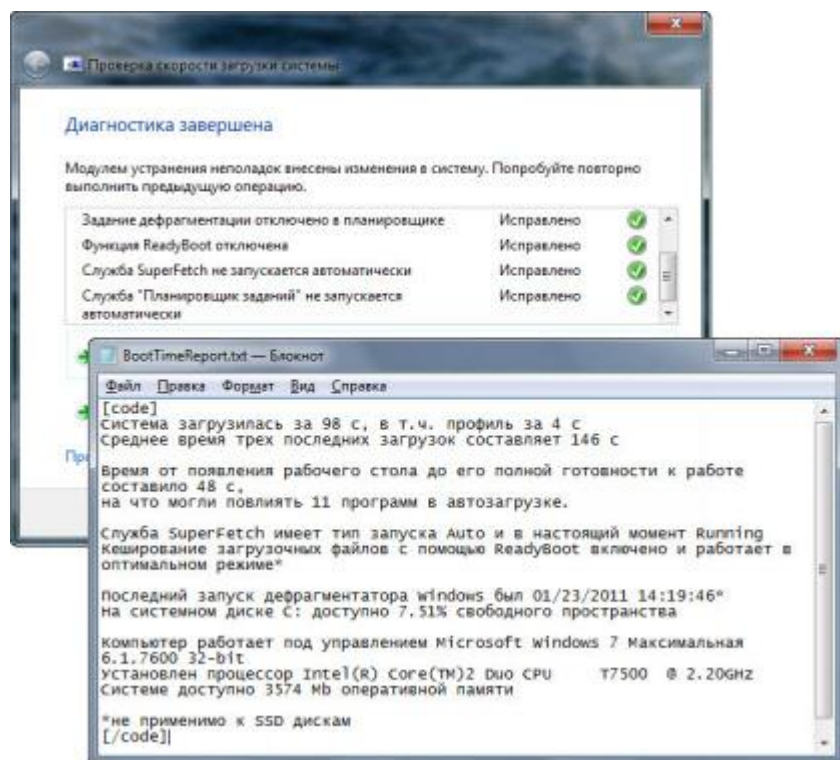 Проверка скорости загрузки системы
Диагностика завершена
Модулем устранения неполадок внесены изменения в систему. Попробуйте повторно
выполнить предыдущую операцию.
Задание дефрагментации отключено в планировщике Исправлено
Функция ReadyBoot отключена Исправлено
Служба SuperFetch не запускается автоматически Исправлено
Служба "Планировщик заданий" не запускается Исправлено
автоматически
BootTimeReport.txt — Блокнот
Файл Правка Формат Вид Справка
[code]
Система загрузилась за 98 с, в т.ч. профиль за 4 с
Среднее время трех последних загрузок составляет 146 с
Время от появления рабочего стола до его полной готовности к работе
составило 48 с,
на что могли повлиять 11 программ в автозагрузке.
Служба SuperFetch имеет тип запуска Auto и в настоящий момент Running
Кеширование загрузочных файлов с помощью ReadyBoot включено и работает в
оптимальном режиме*
Последний запуск дефрагментатора Windows был 01/23/2011 14:19:46*
На системном диске C: доступно 7.51% свободного пространства
Компьютер работает под управлением Microsoft Windows 7 Максимальная
6.1.7600 32-bit
Установлен процессор Intel(R) Core(TM)2 Duo CPU T7500 @ 2.20GHz
Системе доступно 3574 Mb оперативной памяти
*не применимо к SSD дискам
[/code]